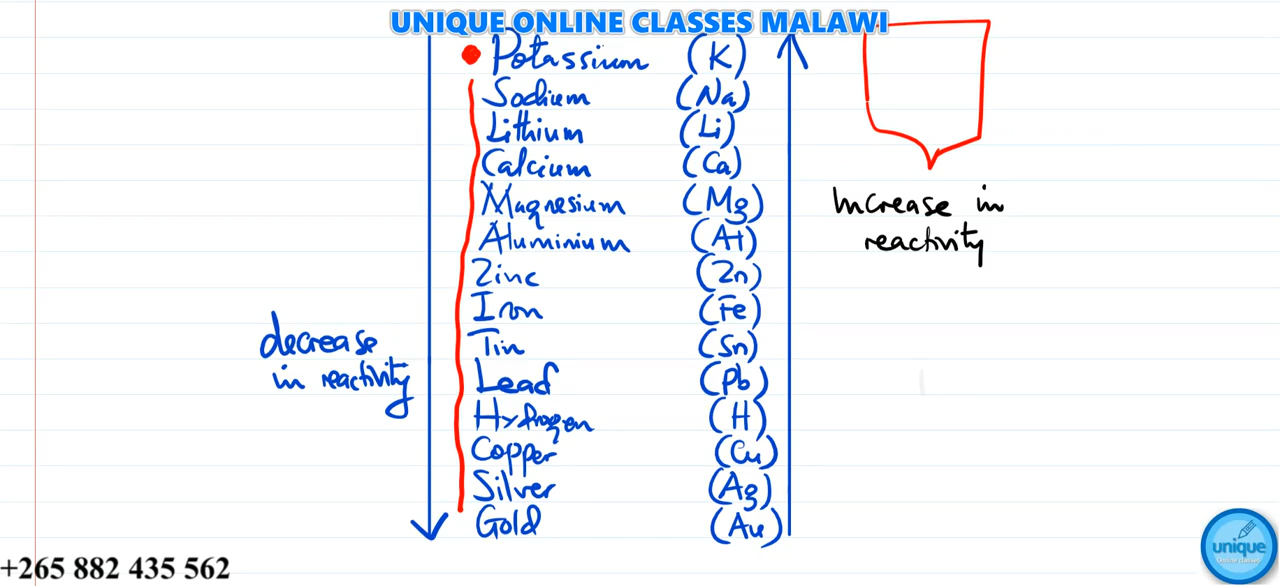 UNIQUE ONLINE CLASSES MALAWI
Potassium (K)
Sodium (Na)
Lithium (Li)
Calcium (Ca)
Magnesium (Mg)
Aluminium (Al)
Zinc (Zn)
Iron (Fe)
Tin (Sn)
Lead (Pb)
Hydrogen (H)
Copper (Cu)
Silver (Ag)
Gold (Au)
decrease
in reactivity
Increase in
reactivity
+265 882 435 562
unique
Online classes